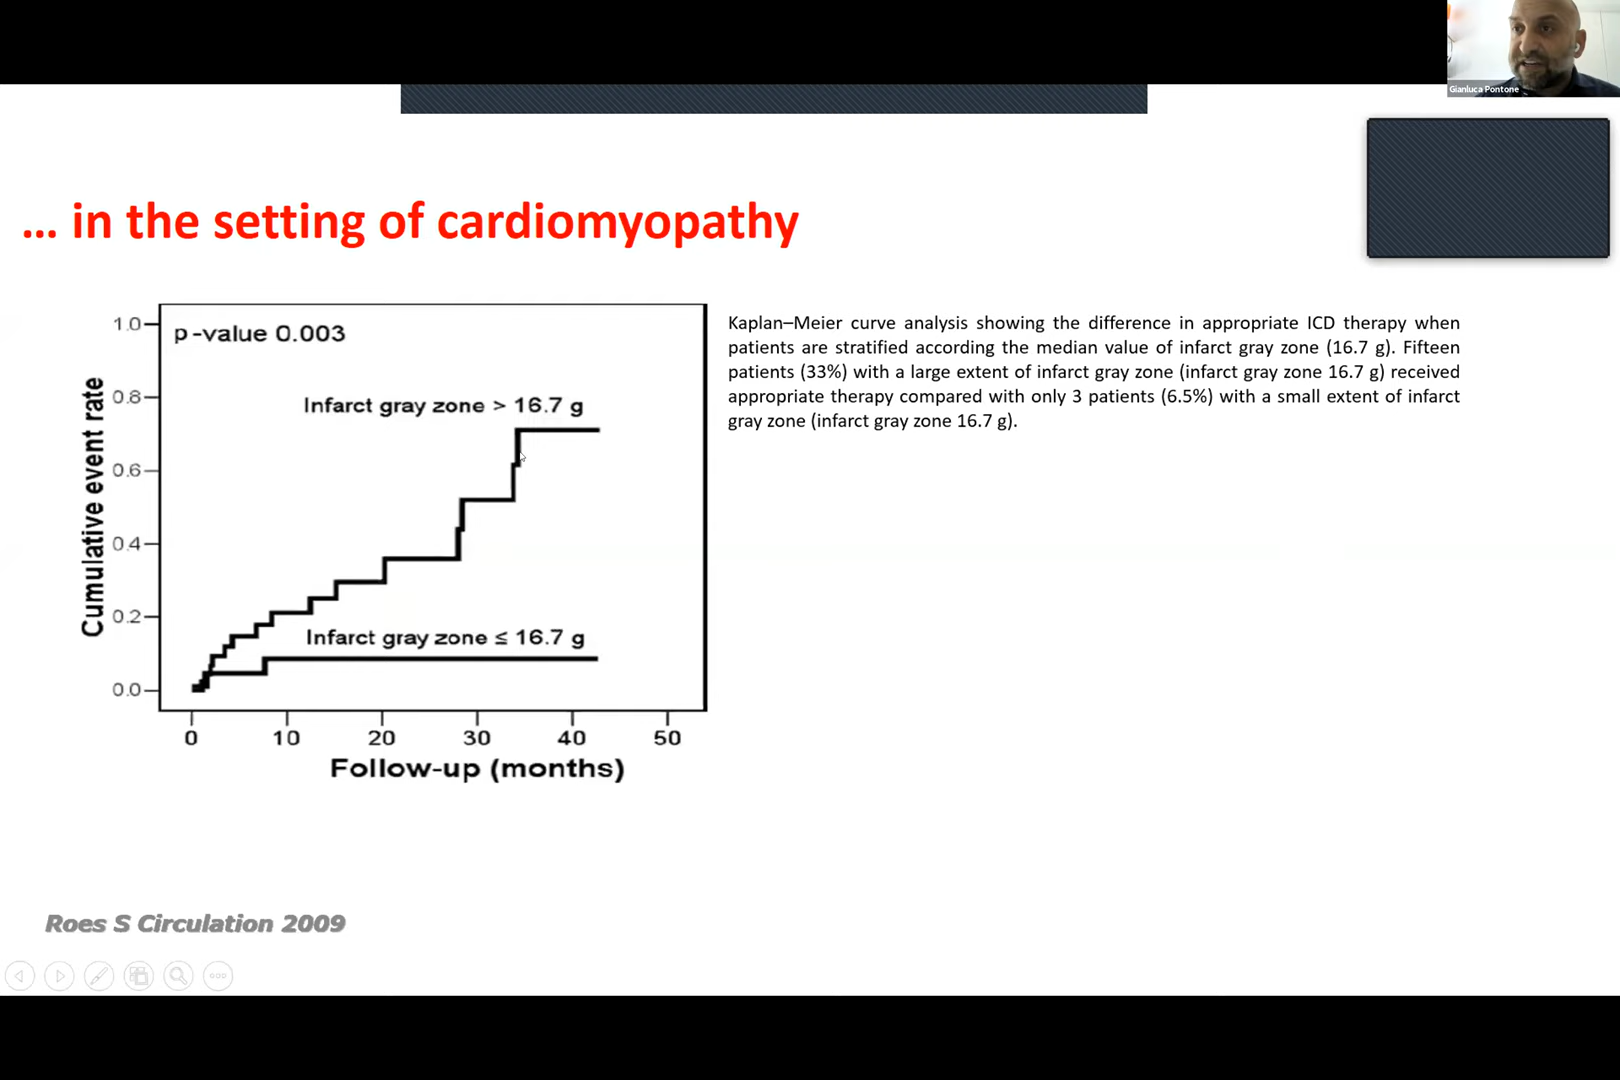 Gianluca Pontone
... in the setting of cardiomyopathy
p-value 0.003
Infarct gray zone > 16.7 g
Infarct gray zone ≤ 16.7 g
Cumulative event rate
1.0
0.8
0.6
0.4
0.2
0.0
0 10 20 30 40 50
Follow-up (months)
Kaplan–Meier curve analysis showing the difference in appropriate ICD therapy when
patients are stratified according the median value of infarct gray zone (16.7 g). Fifteen
patients (33%) with a large extent of infarct gray zone (infarct gray zone 16.7 g) received
appropriate therapy compared with only 3 patients (6.5%) with a small extent of infarct
gray zone (infarct gray zone 16.7 g).
Roes S Circulation 2009